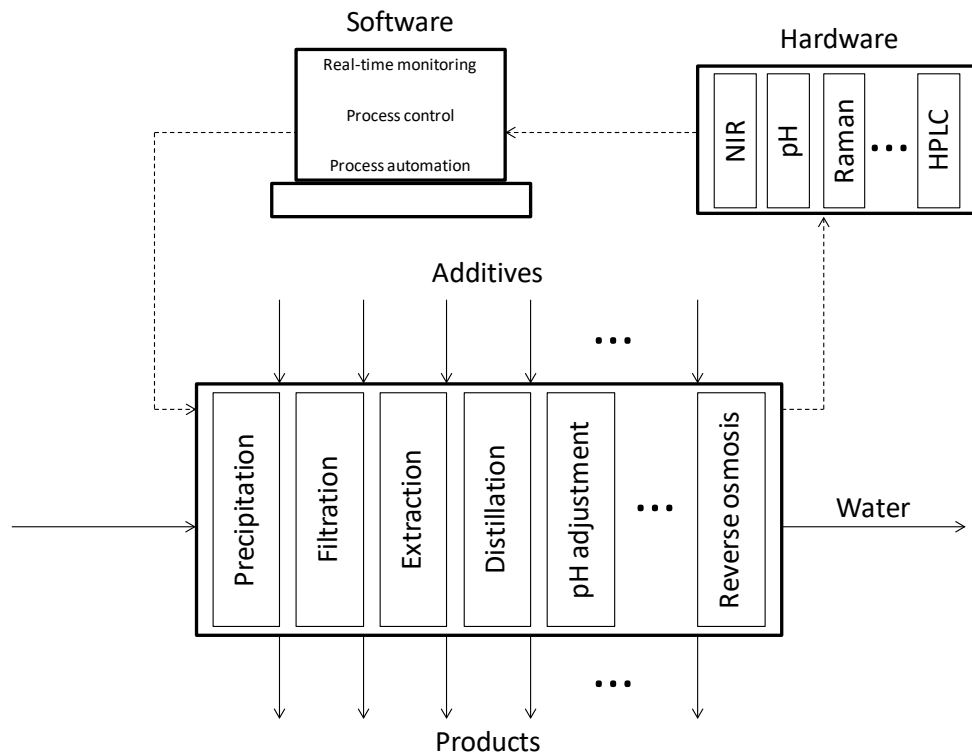 Software
Hardware
Real-time monitoring
Process control
Process automation
NIR
pH
Raman
...
HPLC
Additives
...
Precipitation
Filtration
Extraction
Distillation
pH adjustment
...
Reverse osmosis
Water
...
Products